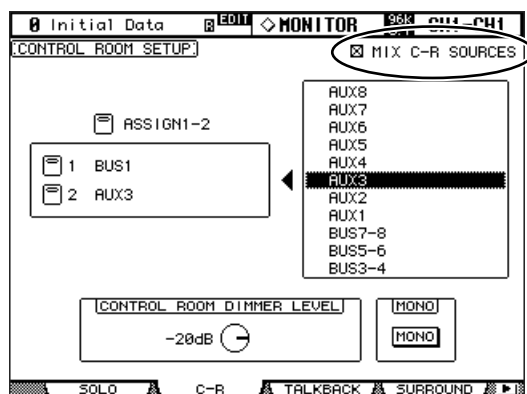 0 Initial Data EDIT MONITOR 96K CH1-CH1
CONTROL ROOM SETUP
MIX C-R SOURCES
ASSIGN1-2
1 BUS1
2 AUX3
AUX8
AUX7
AUX6
AUX5
AUX4
AUX3
AUX2
AUX1
BUS7-8
BUS5-6
BUS3-4
CONTROL ROOM DIMMER LEVEL
-20dB
MONO
MONO
SOLO C-R TALKBACK SURROUND